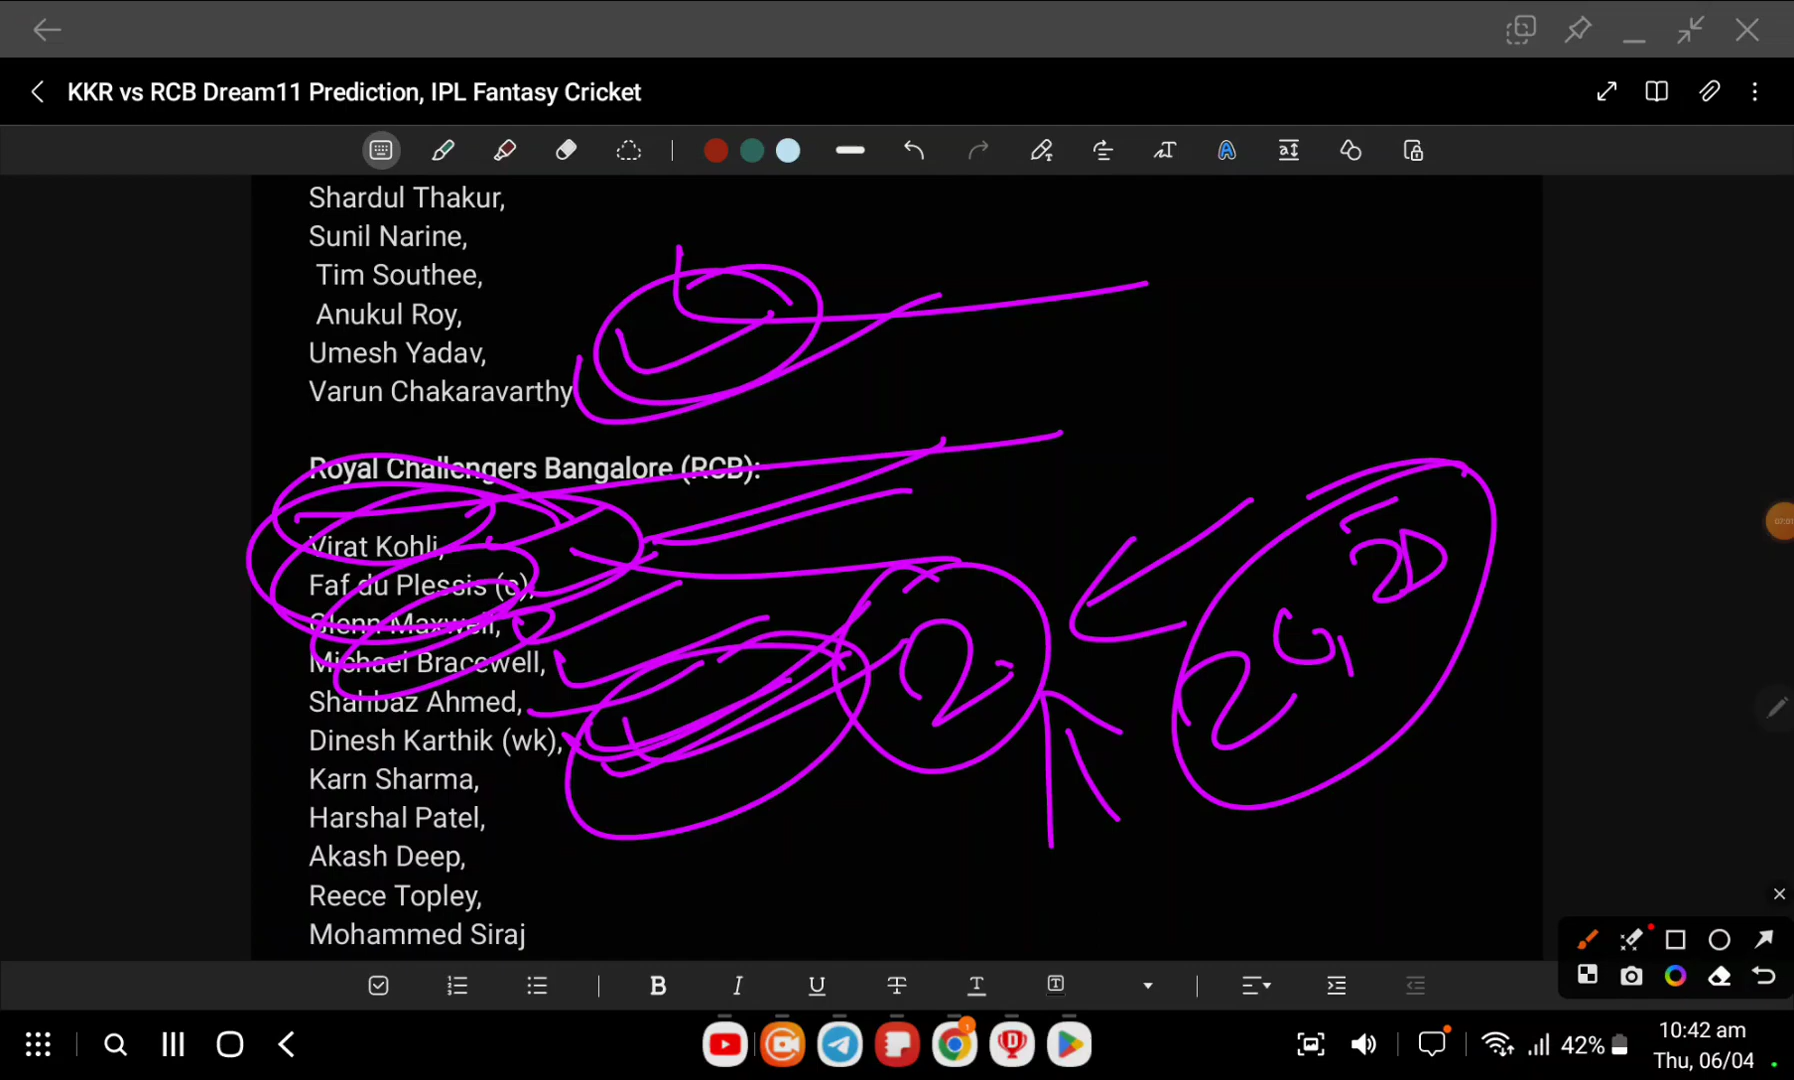 KKR vs RCB Dream11 Prediction, IPL Fantasy Cricket
Shardul Thakur,
Sunil Narine,
Tim Southee,
Anukul Roy,
Umesh Yadav,
Varun Chakaravarthy
Royal Challengers Bangalore (RCB):
Virat Kohli,
Faf du Plessis (c),
Glenn Maxwell,
Michael Bracewell,
Shahbaz Ahmed,
Dinesh Karthik (wk),
Karn Sharma,
Harshal Patel,
Akash Deep,
Reece Topley,
Mohammed Siraj
2
B I U T T T
42%
10:42 am
Thu, 06/04